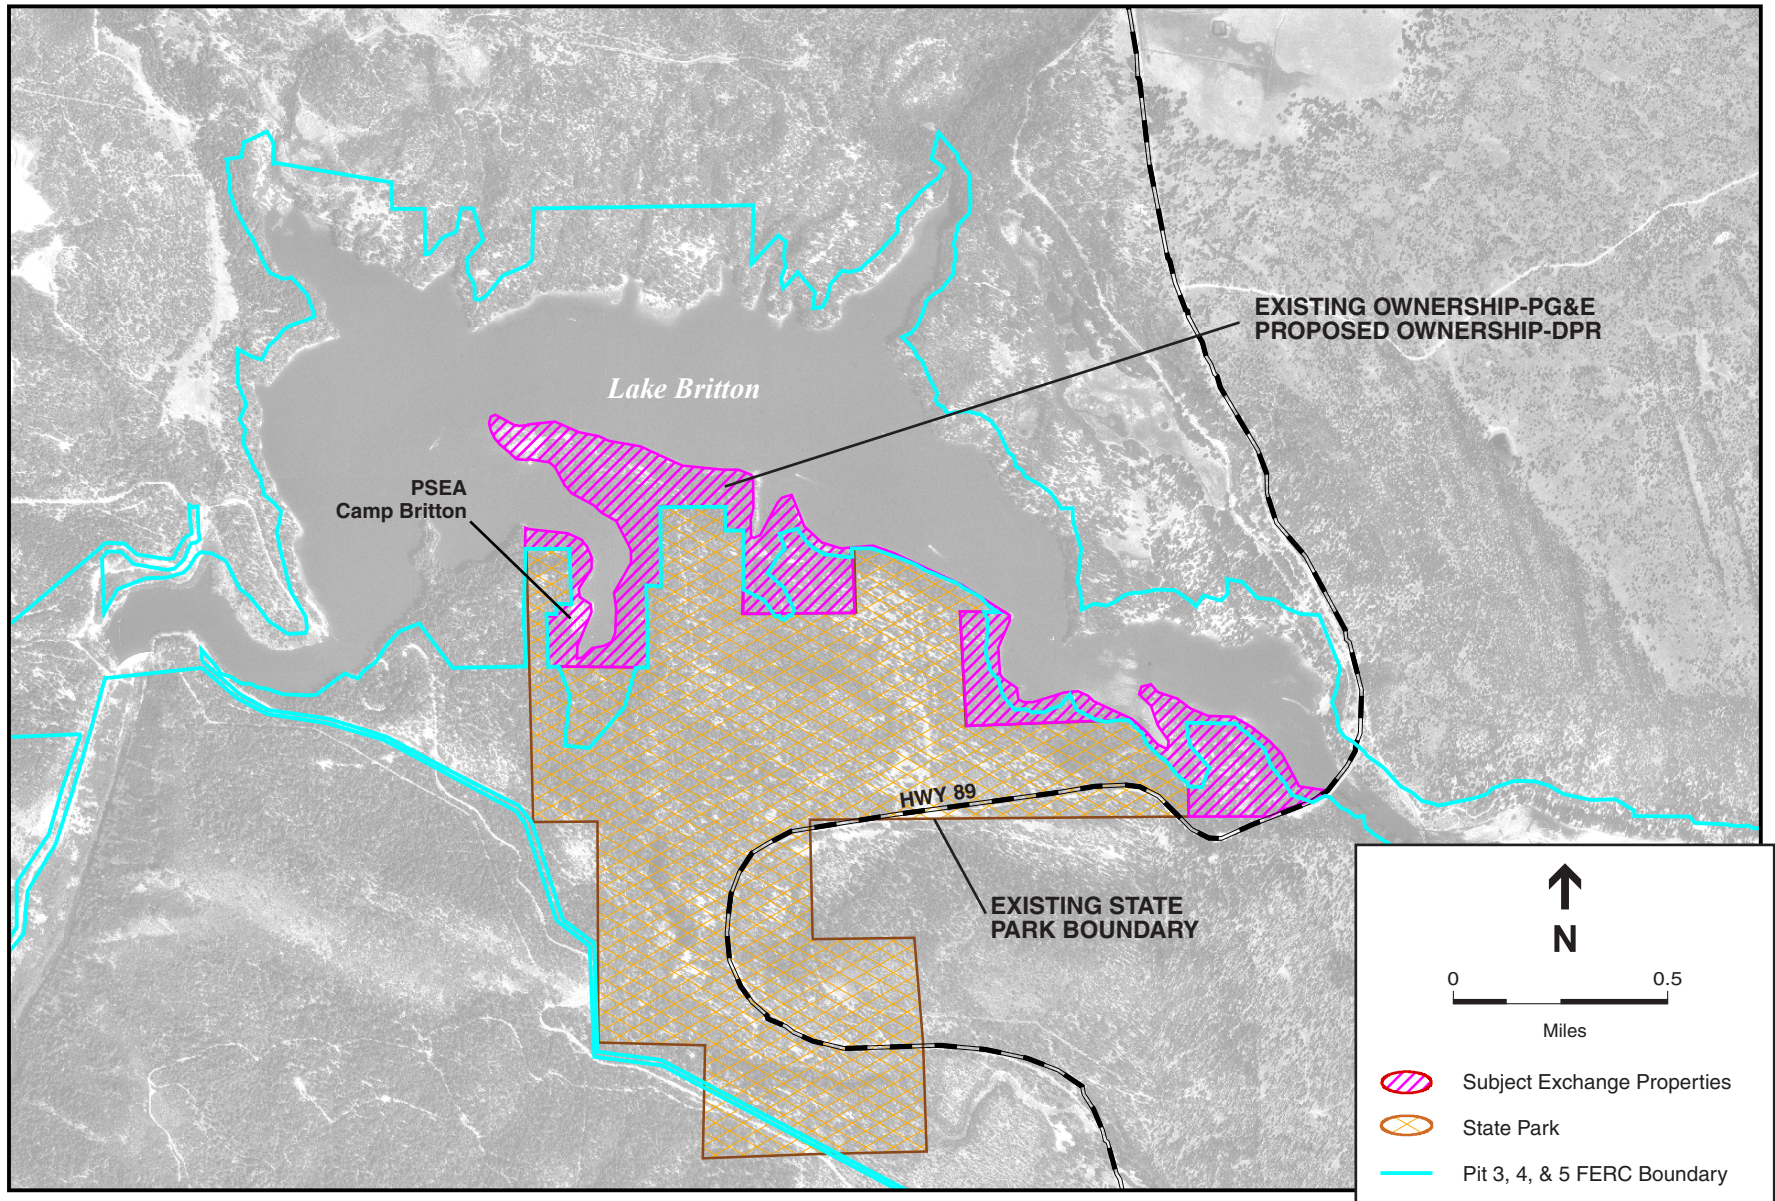 EXISTING OWNERSHIP-PG&E
PROPOSED OWNERSHIP-DPR
Lake Britton
PSEA
Camp Britton
HWY 89
EXISTING STATE
PARK BOUNDARY
N
0 0.5
Miles
Subject Exchange Properties
State Park
Pit 3, 4, & 5 FERC Boundary